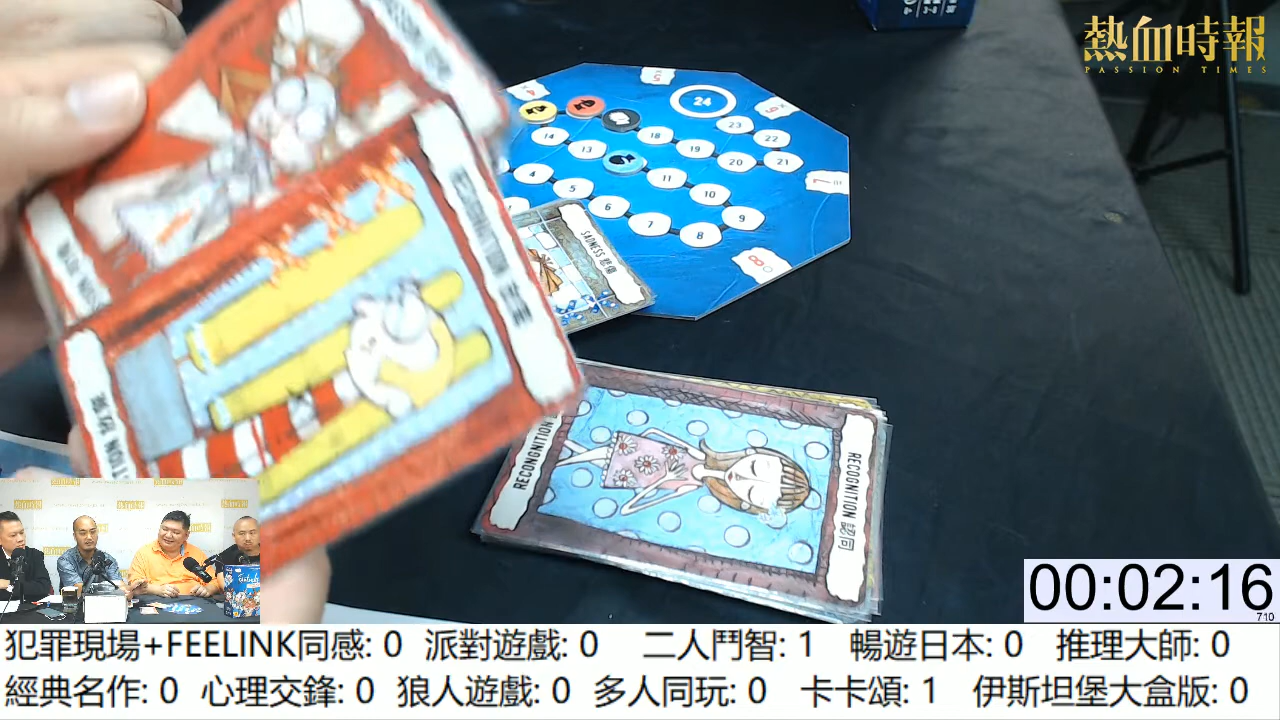 熱血時報
PASSION TIMES
24
23
22
21
20
19
18
14
13
11
10
9
8
7
6
5
4
SADNESS 悲傷
RECONGNITION
RECOGNITION 認同
00:02:16
710
犯罪現場+FEELINK同感: 0 派對遊戲: 0 二人鬥智: 1 暢遊日本: 0 推理大師: 0
經典名作: 0 心理交鋒: 0 狼人遊戲: 0 多人同玩: 0 卡卡頌: 1 伊斯坦堡大盒版: 0